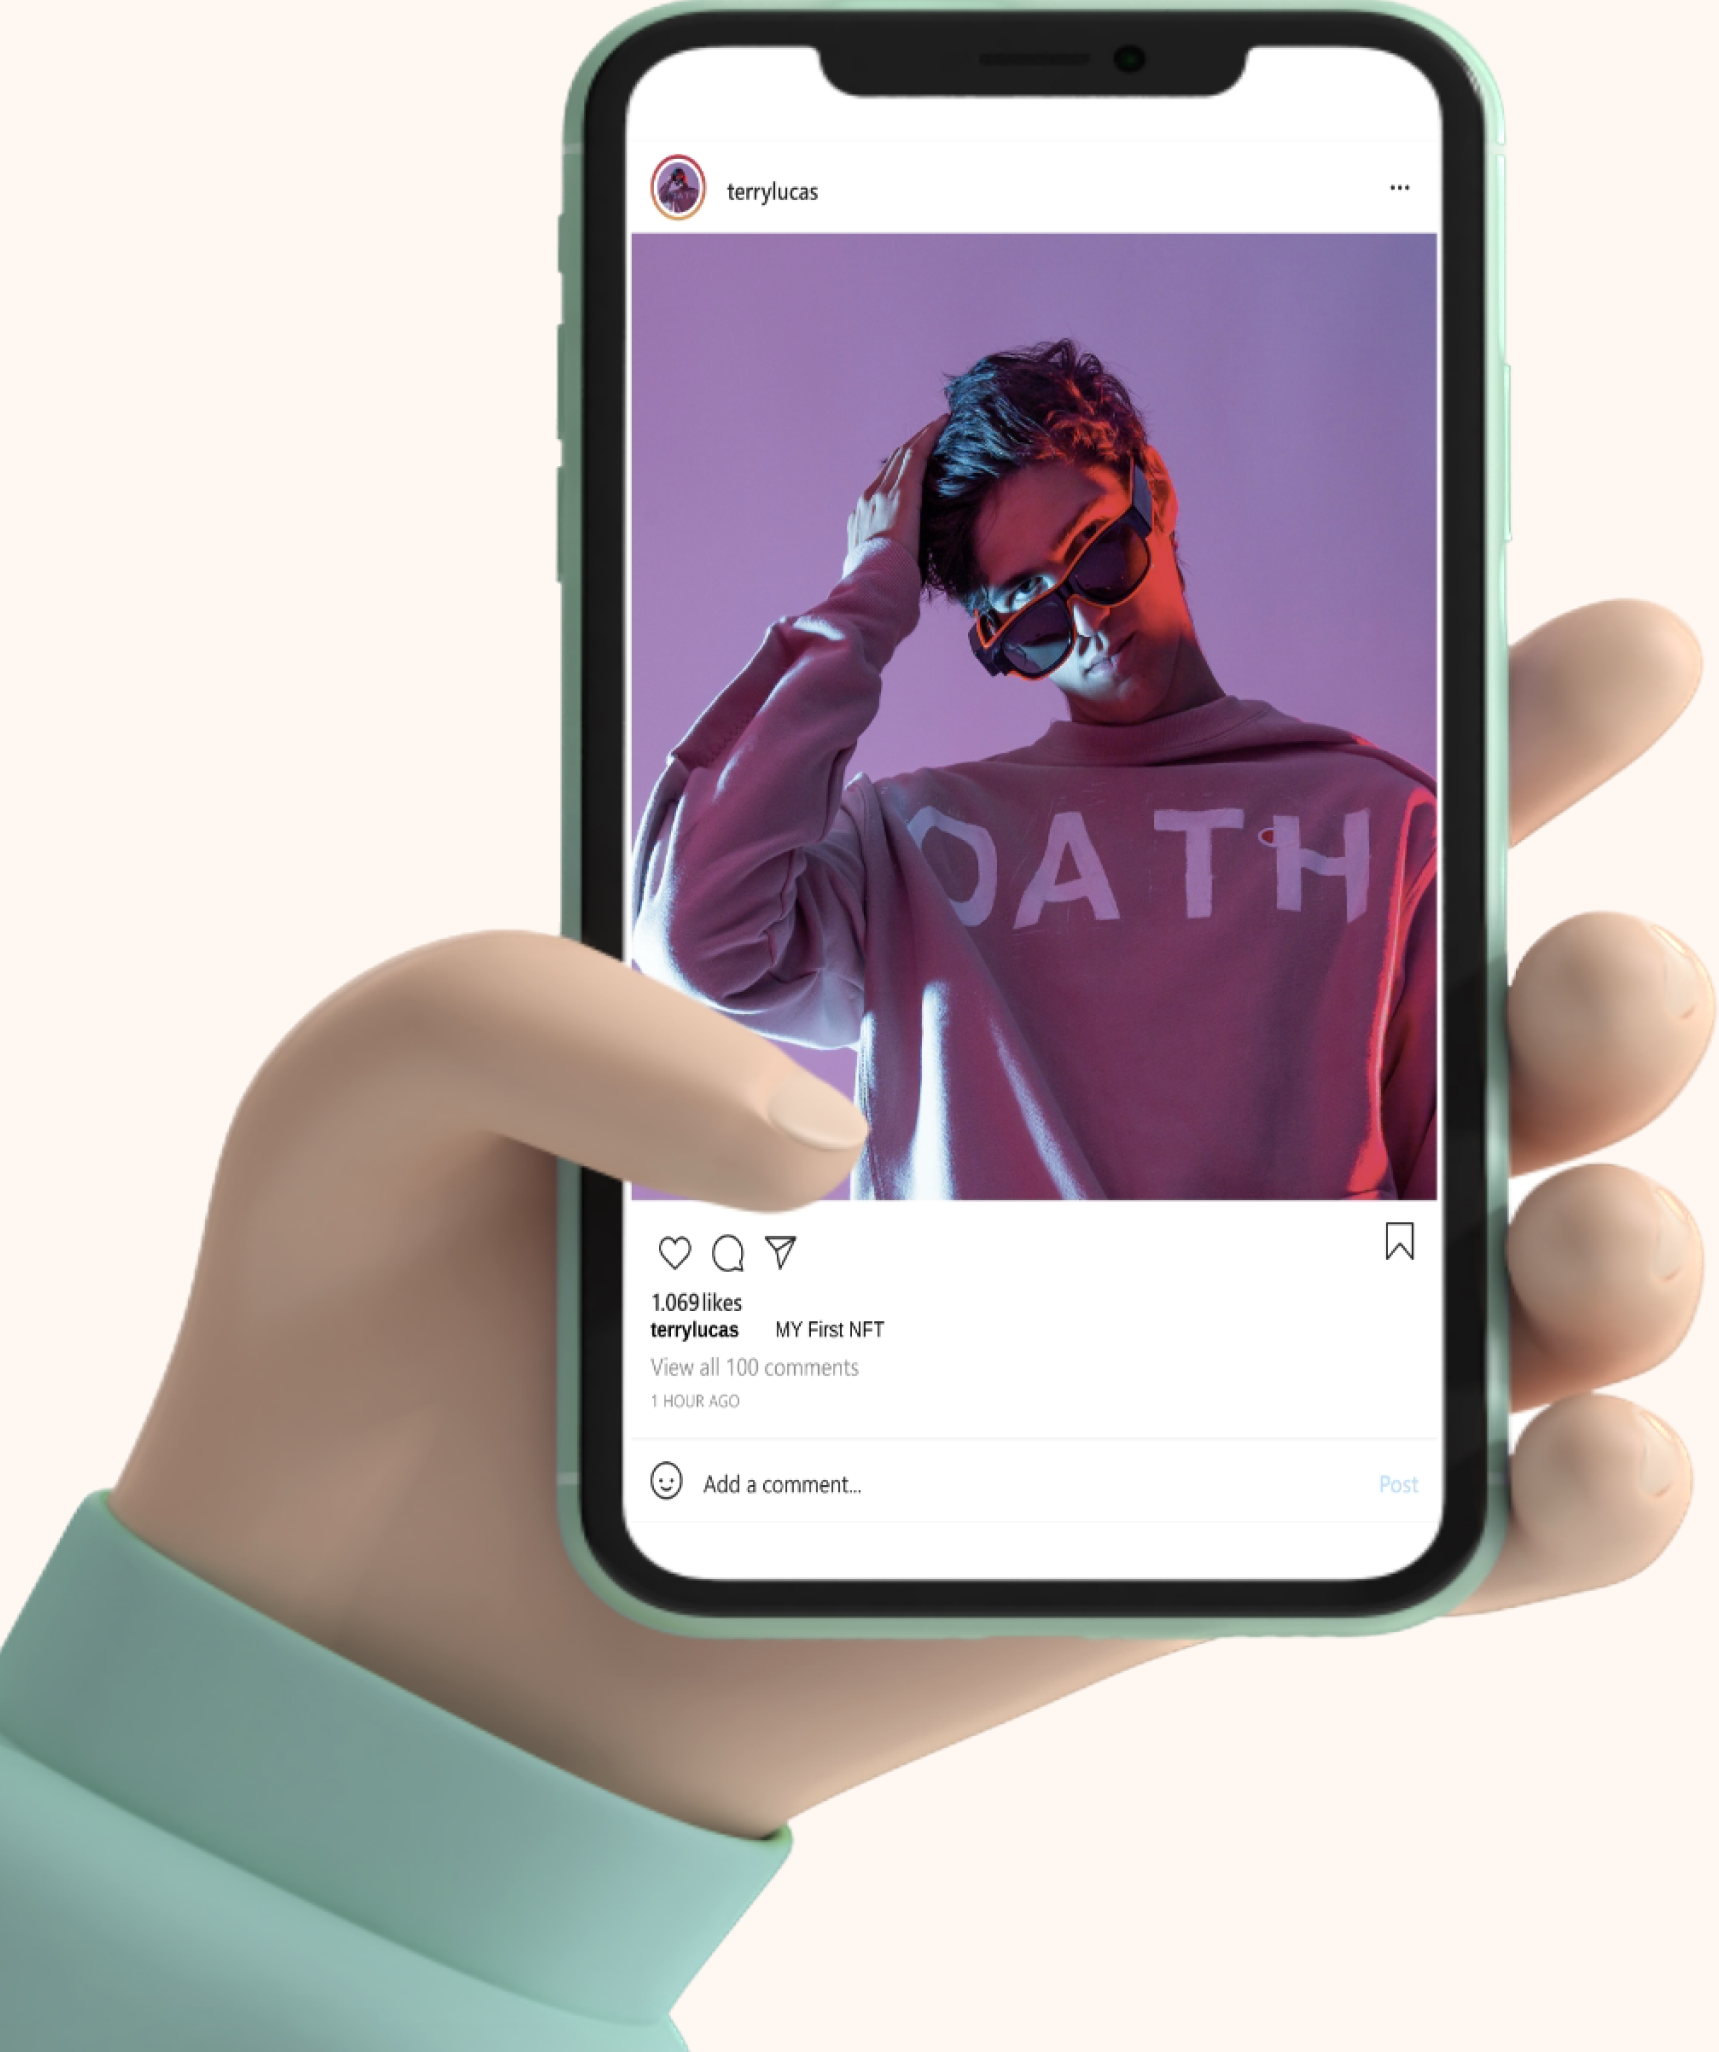 terrylucas
OATH
1.069 likes
terrylucas MY First NFT
View all 100 comments
1 HOUR AGO
Add a comment... Post